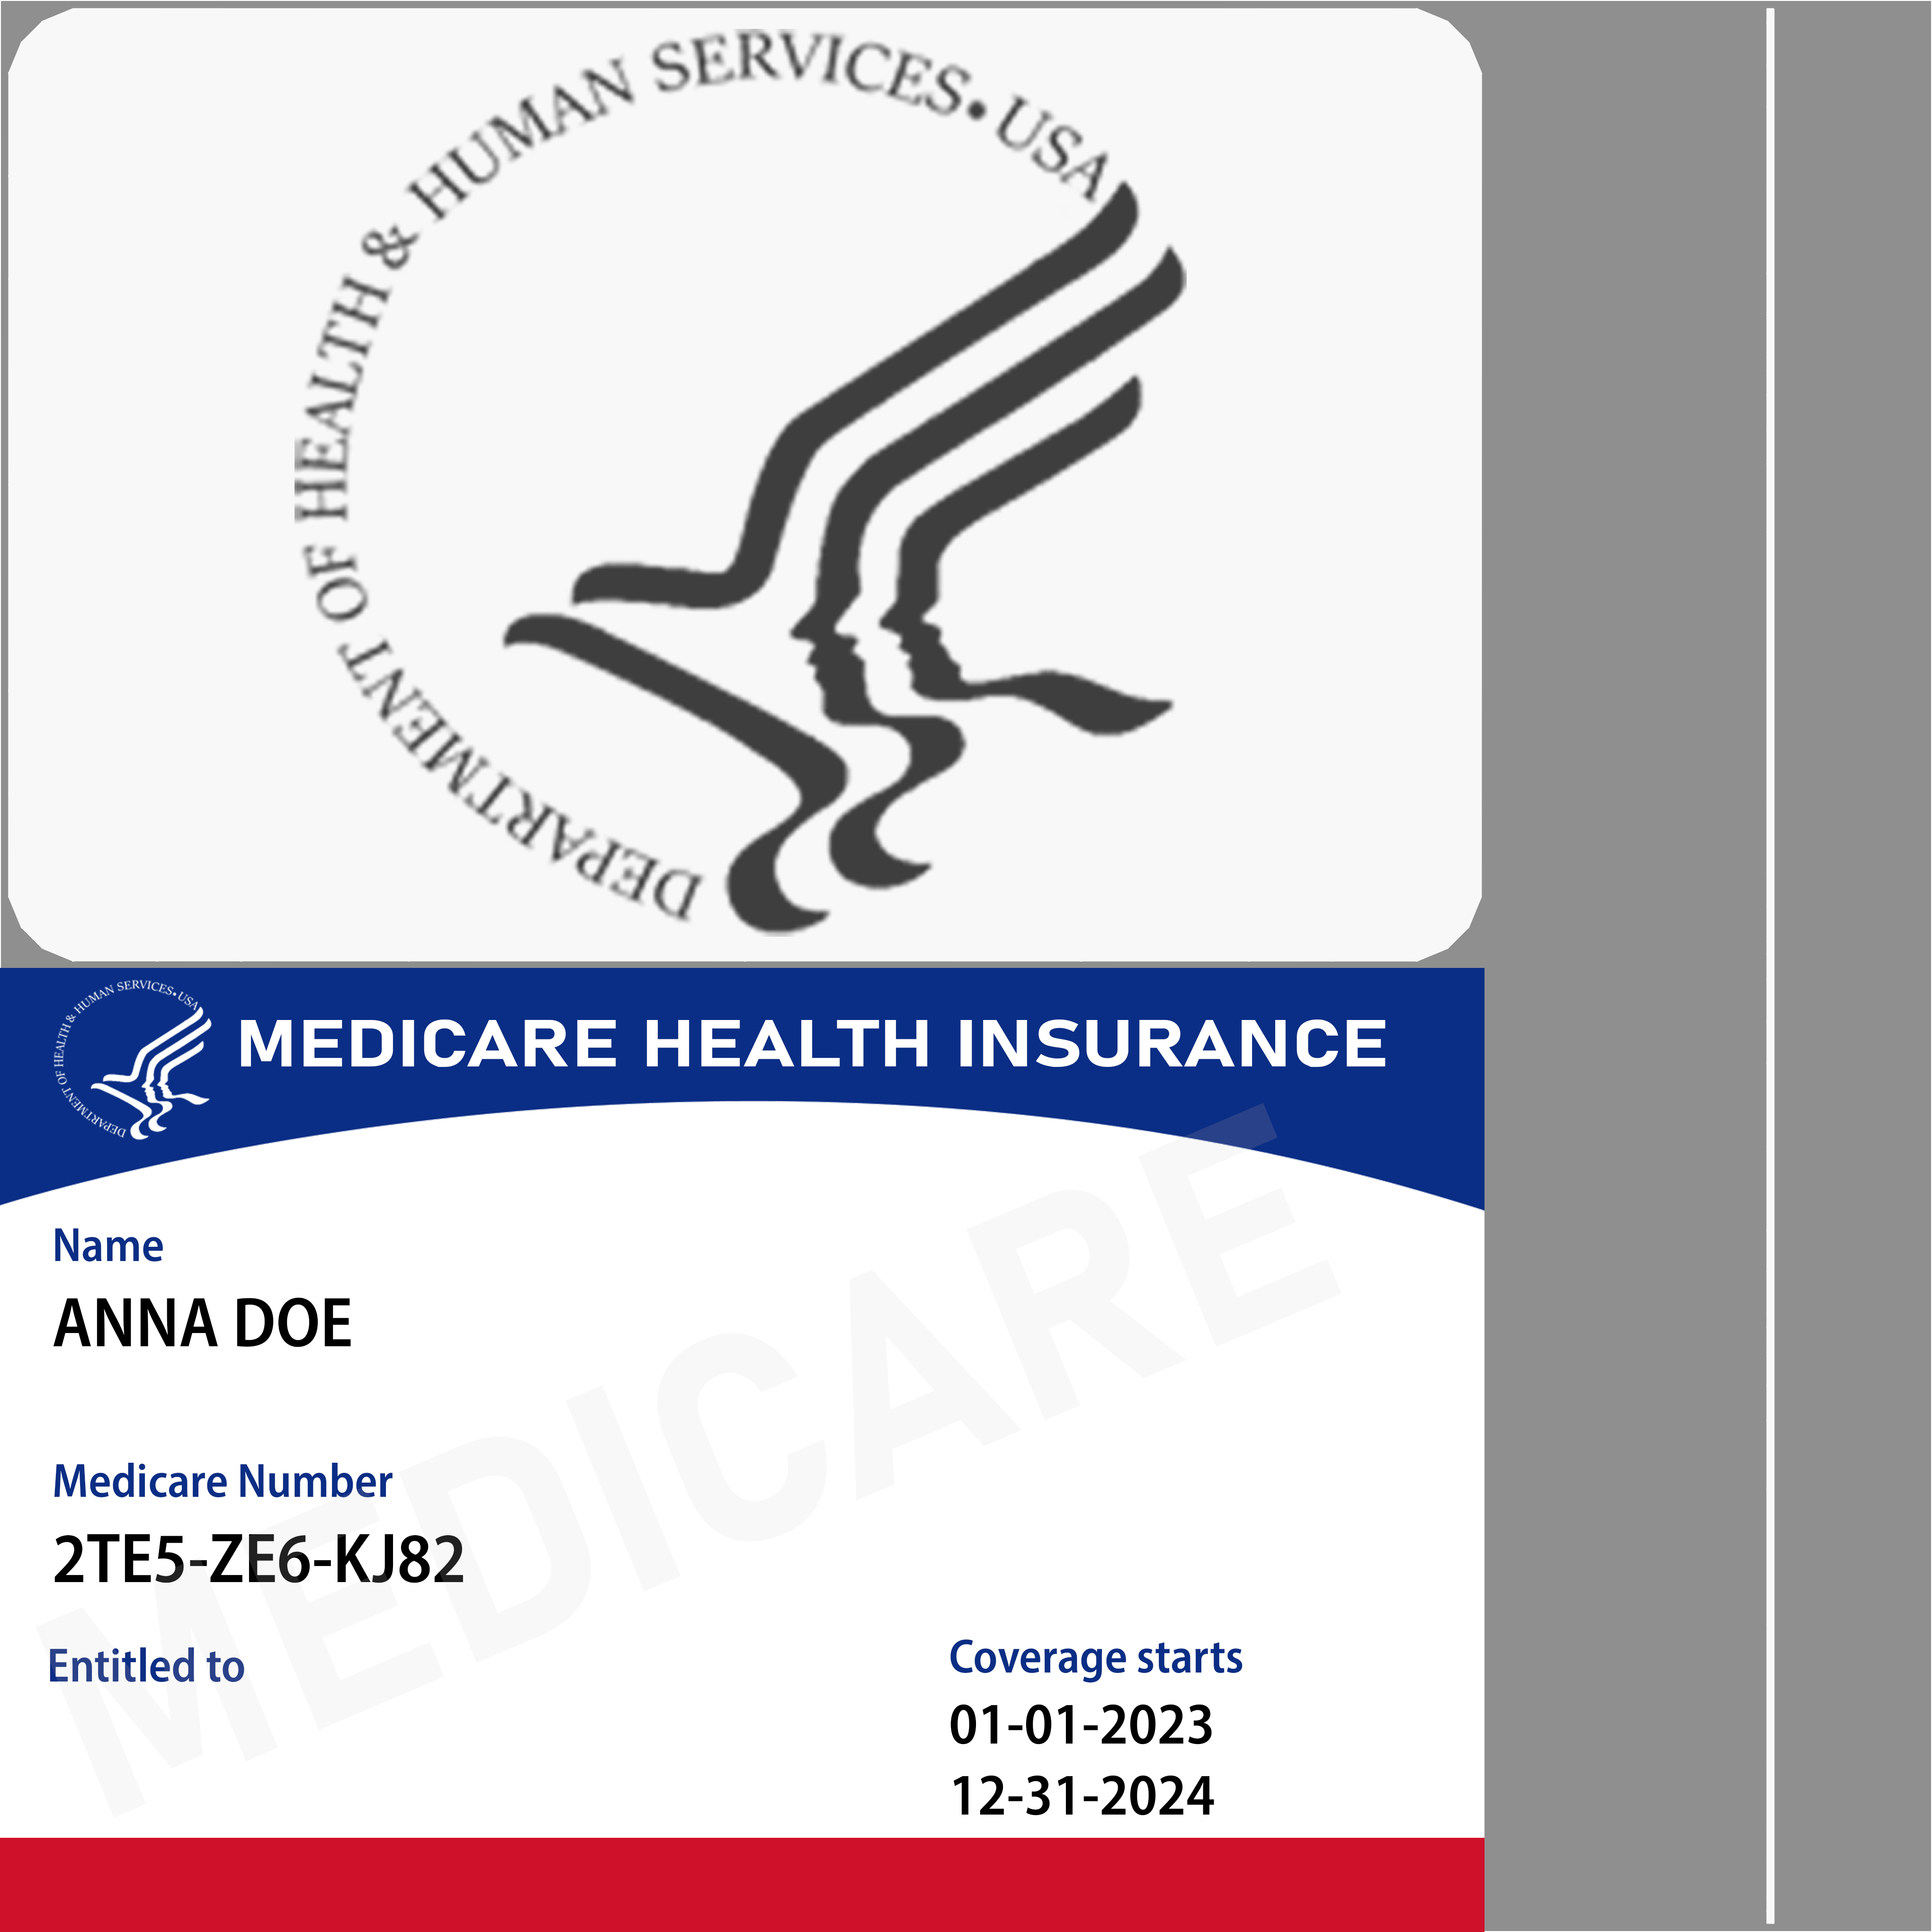 DEPARTMENT OF HEALTH & HUMAN SERVICES • USA
DEPARTMENT OF HEALTH & HUMAN SERVICES • USA
MEDICARE HEALTH INSURANCE
Name
ANNA DOE
Medicare Number
2TE5-ZE6-KJ82
Entitled to
Coverage starts
01-01-2023
12-31-2024
MEDICARE